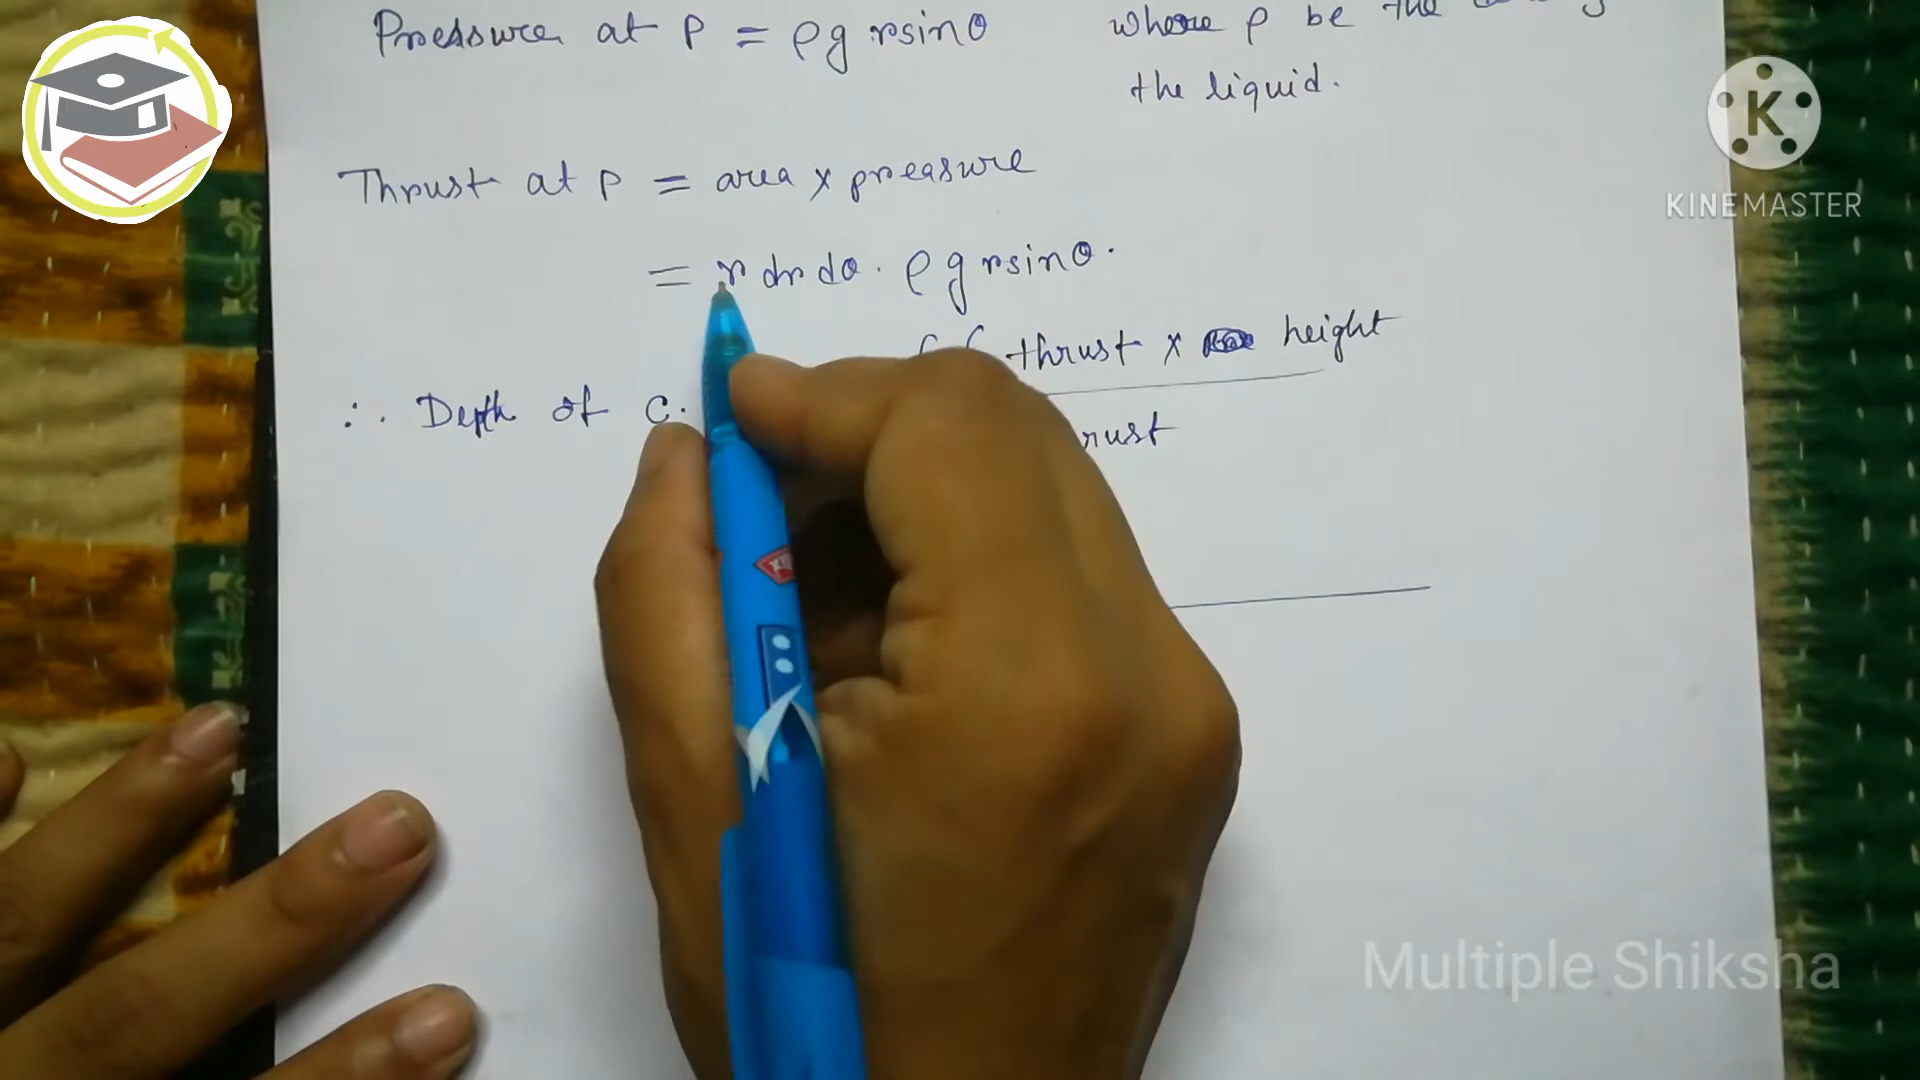 Pressure at P = ρg rsinθ where ρ be the
the liquid.
K
KINEMASTER
Thrust at P = area x preasure
= r dr dθ. ρg rsinθ.
thrust x height
∴ Depth of C.
rust
Multiple Shiksha